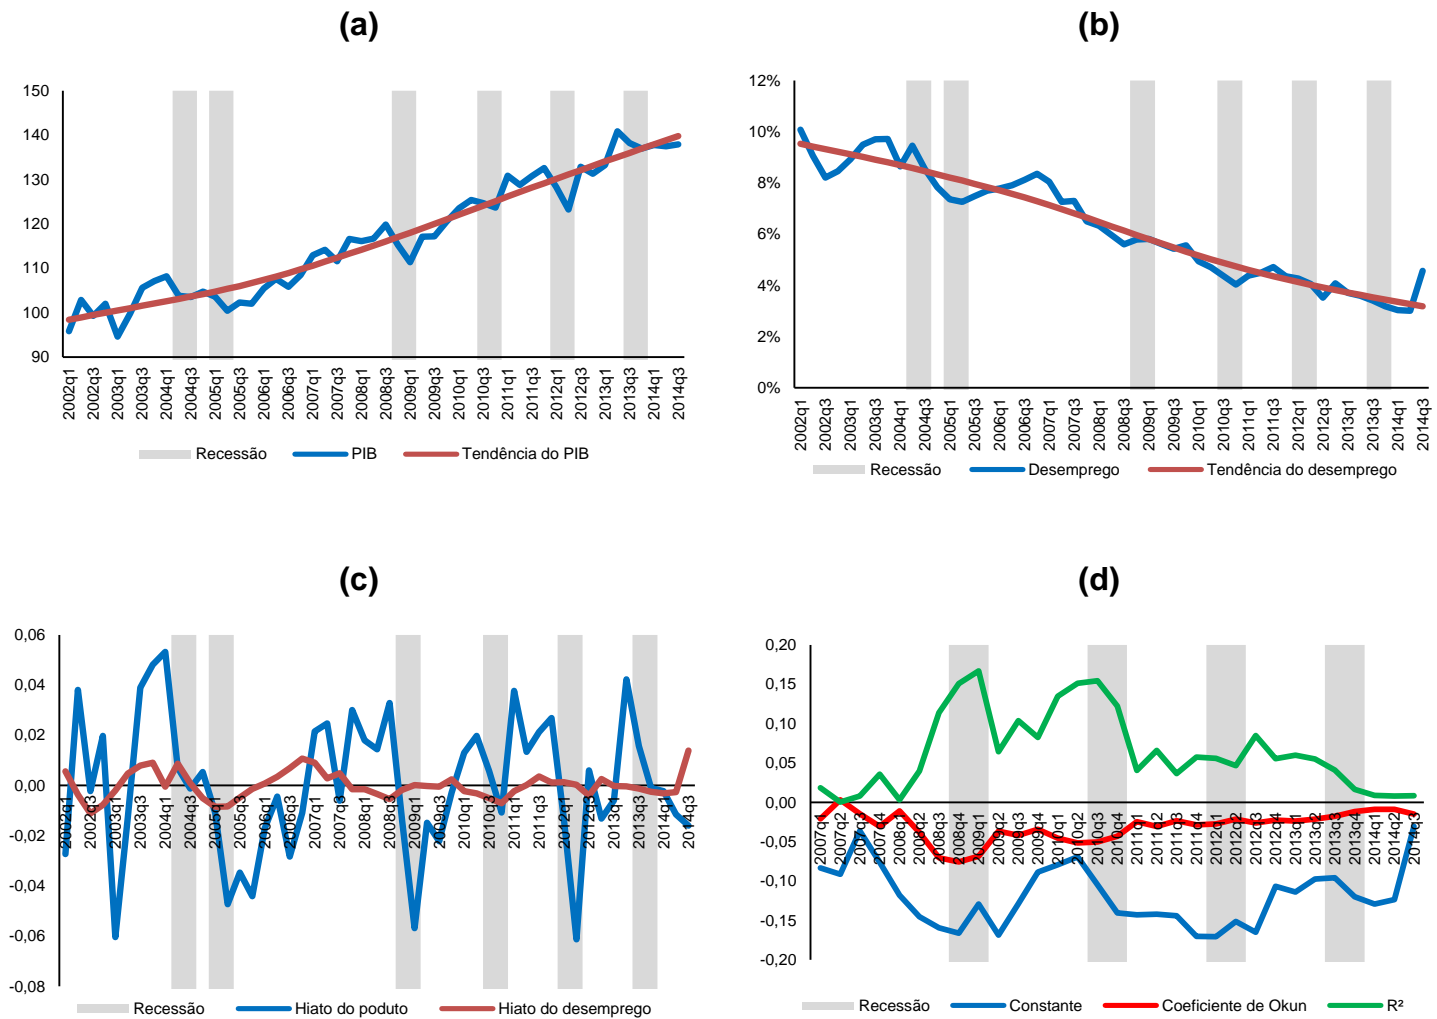 (a)
150
140
130
120
110
100
90
2002q1 2002q3 2003q1 2003q3 2004q1 2004q3 2005q1 2005q3 2006q1 2006q3 2007q1 2007q3 2008q1 2008q3 2009q1 2009q3 2010q1 2010q3 2011q1 2011q3 2012q1 2012q3 2013q1 2013q3 2014q1 2014q3
Recessão PIB Tendência do PIB
(b)
12%
10%
8%
6%
4%
2%
0%
2002q1 2002q3 2003q1 2003q3 2004q1 2004q3 2005q1 2005q3 2006q1 2006q3 2007q1 2007q3 2008q1 2008q3 2009q1 2009q3 2010q1 2010q3 2011q1 2011q3 2012q1 2012q3 2013q1 2013q3 2014q1 2014q3
Recessão Desemprego Tendência do desemprego
(c)
0,06
0,04
0,02
0,00
-0,02
-0,04
-0,06
-0,08
2002q1 2002q3 2003q1 2003q3 2004q1 2004q3 2005q1 2005q3 2006q1 2006q3 2007q1 2007q3 2008q1 2008q3 2009q1 2009q3 2010q1 2010q3 2011q1 2011q3 2012q1 2012q3 2013q1 2013q3 2014q1 2014q3
Recessão Hiato do poduto Hiato do desemprego
(d)
0,20
0,15
0,10
0,05
0,00
-0,05
-0,10
-0,15
-0,20
2007q1 2007q2 2007q3 2007q4 2008q1 2008q2 2008q3 2008q4 2009q1 2009q2 2009q3 2009q4 2010q1 2010q2 2010q3 2010q4 2011q1 2011q2 2011q3 2011q4 2012q1 2012q2 2012q3 2012q4 2013q1 2013q2 2013q3 2013q4 2014q1 2014q2 2014q3
Recessão Constante Coeficiente de Okun R²